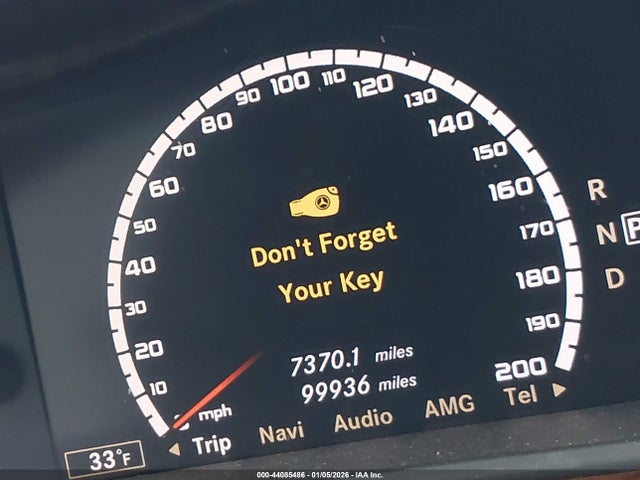 10
20
30
40
50
60
70
80
90
100
110
120
130
140
150
160
170
180
190
200
mph
Don't Forget
Your Key
7370.1 miles
99936 miles
Trip Navi Audio AMG Tel
33°F
R
N P
D
000-44085486 - 01/05/2026 - IAA Inc.